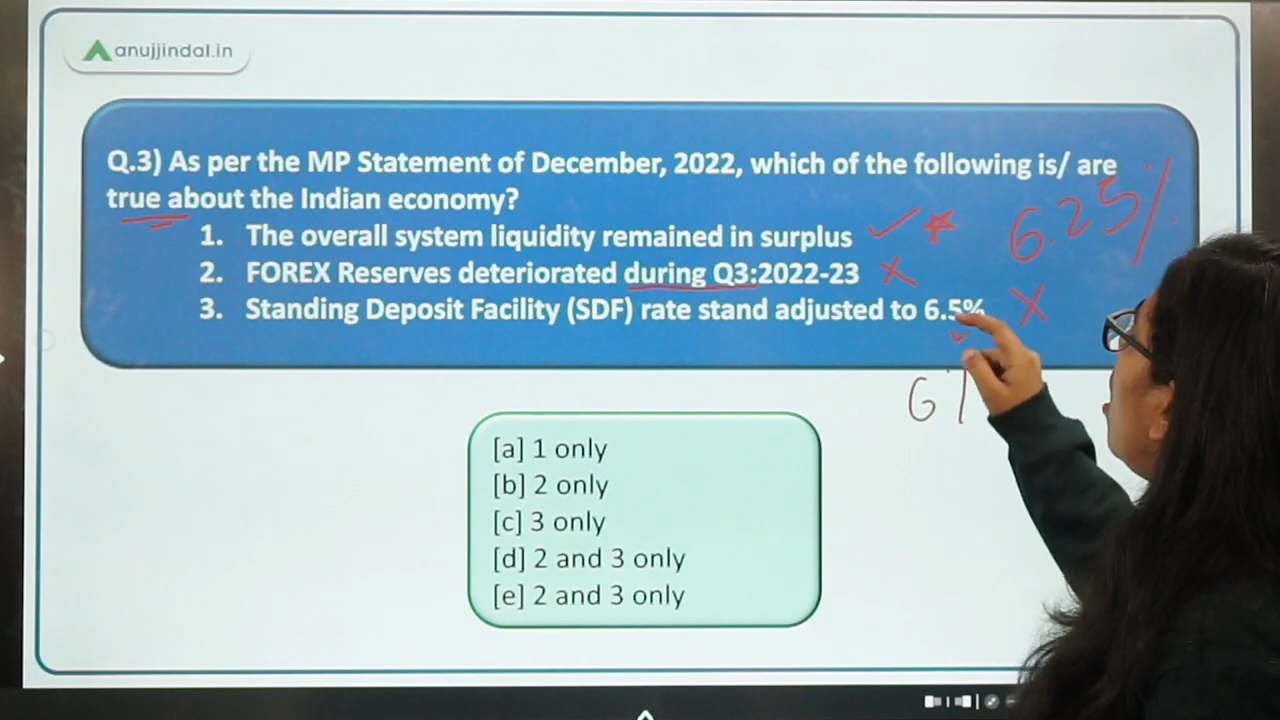 anujjindal.in
Q.3) As per the MP Statement of December, 2022, which of the following is/ are
true about the Indian economy?
1. The overall system liquidity remained in surplus
6.25%
2. FOREX Reserves deteriorated during Q3:2022-23
3. Standing Deposit Facility (SDF) rate stand adjusted to 6.5%
6%
[a] 1 only
[b] 2 only
[c] 3 only
[d] 2 and 3 only
[e] 2 and 3 only